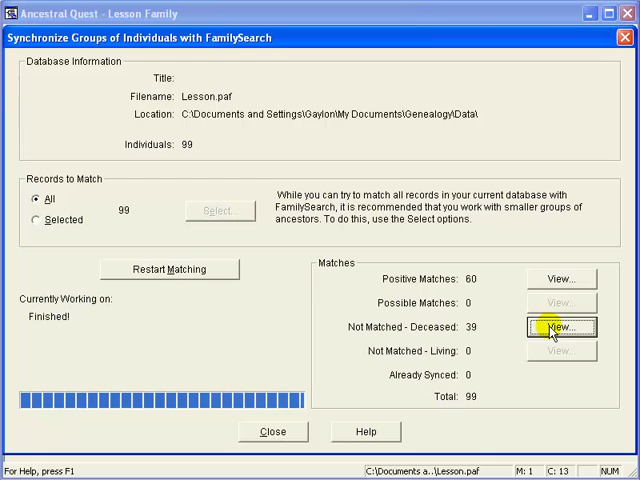 Ancestral Quest - Lesson Family
Synchronize Groups of Individuals with FamilySearch
Database Information
Title:
Filename: Lesson.paf
Location: C:\Documents and Settings\Gaylon\My Documents\Genealogy\Data\
Individuals: 99
Records to Match
All
Selected
99
Select...
While you can try to match all records in your current database with
FamilySearch, it is recommended that you work with smaller groups of
ancestors. To do this, use the Select options.
Restart Matching
Currently Working on:
Finished!
Matches
Positive Matches: 60 View...
Possible Matches: 0 View...
Not Matched - Deceased: 39 View...
Not Matched - Living: 0 View...
Already Synced: 0
Total: 99
Close Help
For Help, press F1 C:\Documents a..\Lesson.paf M: 1 C: 13 NUM